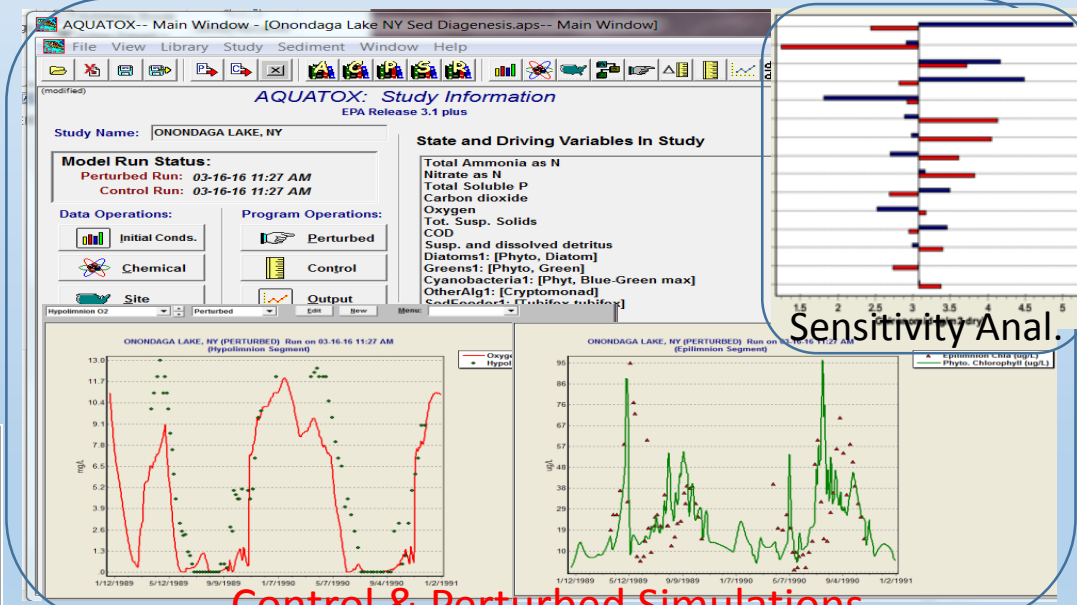 AQUATOX-- Main Window - [Onondaga Lake NY Sed Diagenesis.aps-- Main Window]
File View Library Study Sediment Window Help
(modified)
AQUATOX: Study Information
EPA Release 3.1 plus
Study Name: ONONDAGA LAKE, NY
Model Run Status:
Perturbed Run: 03-16-16 11:27 AM
Control Run: 03-16-16 11:27 AM
Data Operations: Program Operations:
Initial Conds. Perturbed
Chemical Control
Site Output
State and Driving Variables In Study
Total Ammonia as N
Nitrate as N
Total Soluble P
Carbon dioxide
Oxygen
Tot. Susp. Solids
COD
Susp. and dissolved detritus
Diatoms1: [Phyto, Diatom]
Greens1: [Phyto, Green]
Cyanobacteria1: [Phyt, Blue-Green max]
OtherAlg1: [Cryptomonad]
SedFeeder1: [Tubifex tubifex]
1.5 2 2.5 3 3.5 4 4.5 5
Sensitivity Anal.
Hypolimnion O2 Perturbed Edit New Menu:
ONONDAGA LAKE, NY (PERTURBED) Run on 03-16-16 11:27 AM
(Hypolimnion Segment)
Oxyge
Hypol
13.0
11.7
10.4
9.1
7.8
6.5
5.2
3.9
2.6
1.3
0
mg/L
1/12/1989 5/12/1989 9/9/1989 1/7/1990 5/7/1990 9/4/1990 1/2/1991
ONONDAGA LAKE, NY (PERTURBED) Run on 03-16-16 11:27 AM
(Epilimnion Segment)
Epilimnion Chla (ug/L)
Phyto. Chlorophyll (ug/L)
95
86
76
67
57
48
38
29
19
10
ug/L
1/12/1989 5/12/1989 9/9/1989 1/7/1990 5/7/1990 9/4/1990 1/2/1991
Control & Perturbed Simulations